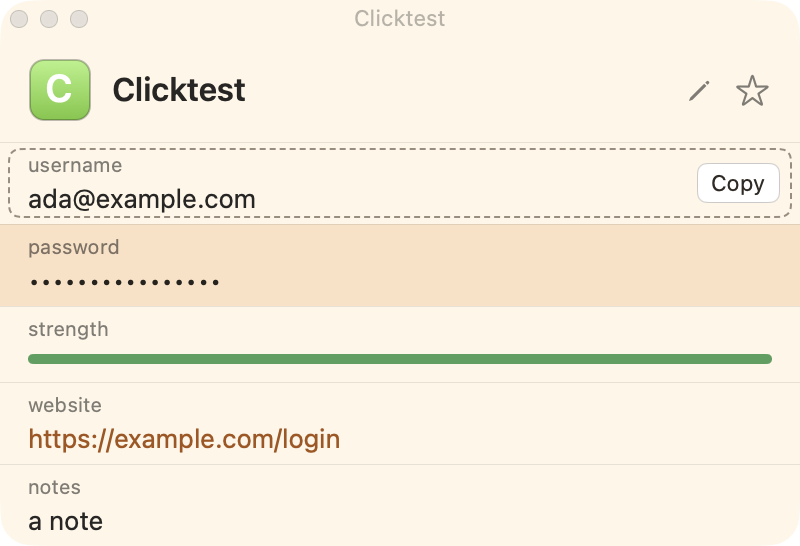 Clicktest
C
Clicktest
username
ada@example.com
Copy
password
••••••••••••••••
strength
website
https://example.com/login
notes
a note